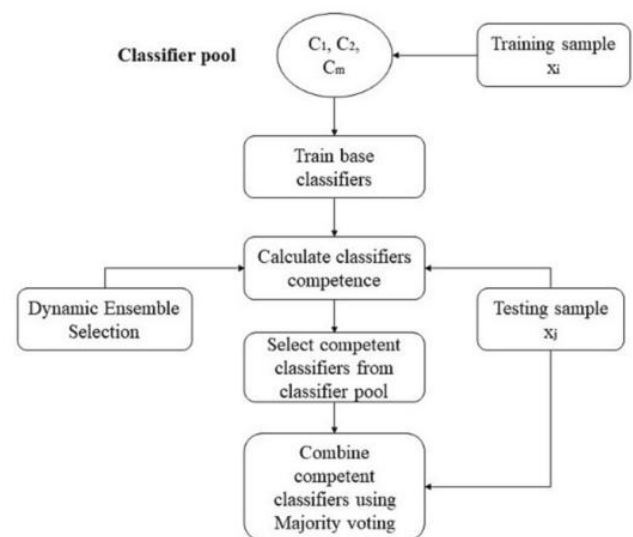 Classifier pool
C₁, C₂,
Cₘ
Training sample
xᵢ
Train base
classifiers
Calculate classifiers
competence
Dynamic Ensemble
Selection
Testing sample
xⱼ
Select competent
classifiers from
classifier pool
Combine
competent
classifiers using
Majority voting